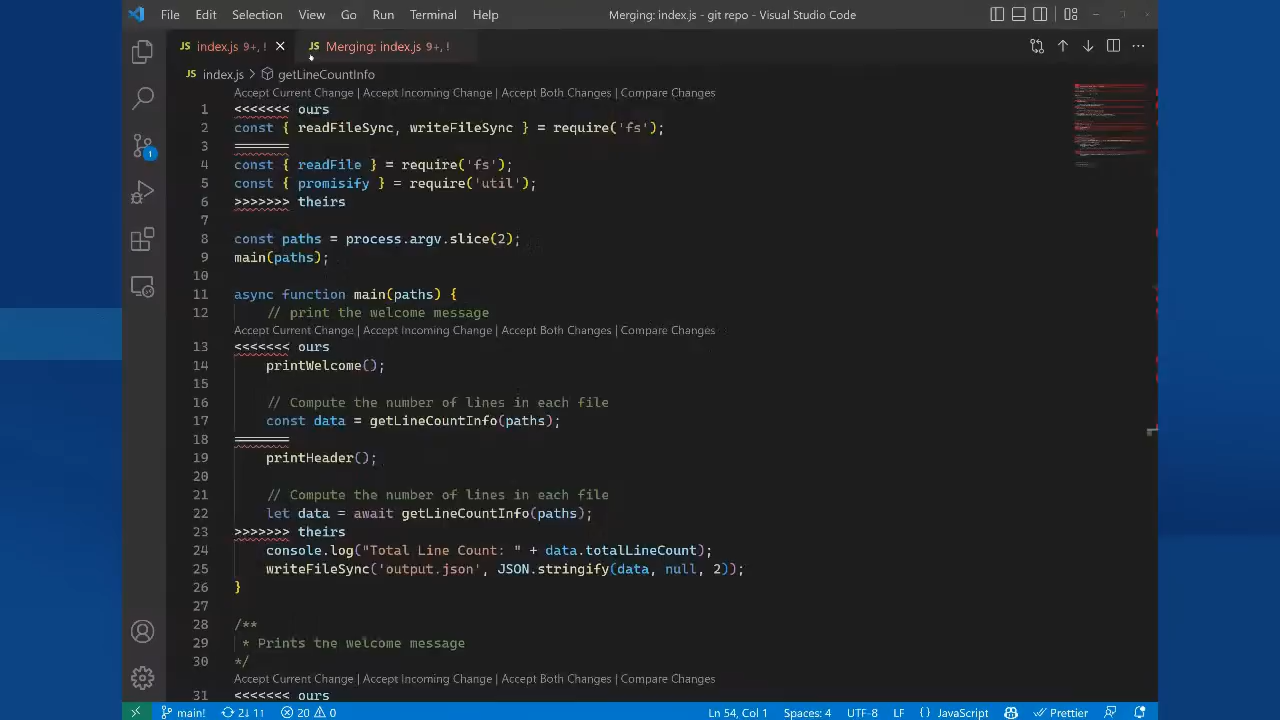 File Edit Selection View Go Run Terminal Help Merging: index.js - git repo - Visual Studio Code
JS index.js 9+, ! × JS Merging: index.js 9+, !
JS index.js > getLineCountInfo
Accept Current Change | Accept Incoming Change | Accept Both Changes | Compare Changes
1 <<<<<<< ours
2 const { readFileSync, writeFileSync } = require('fs');
3 =======
4 const { readFile } = require('fs');
5 const { promisify } = require('util');
6 >>>>>>> theirs
7
8 const paths = process.argv.slice(2);
9 main(paths);
10
11 async function main(paths) {
12 // print the welcome message
Accept Current Change | Accept Incoming Change | Accept Both Changes | Compare Changes
13 <<<<<<< ours
14 printWelcome();
15
16 // Compute the number of lines in each file
17 const data = getLineCountInfo(paths);
18 =======
19 printHeader();
20
21 // Compute the number of lines in each file
22 let data = await getLineCountInfo(paths);
23 >>>>>>> theirs
24 console.log("Total Line Count: " + data.totalLineCount);
25 writeFileSync('output.json', JSON.stringify(data, null, 2));
26 }
27
28 /**
29 * Prints the welcome message
30 */
Accept Current Change | Accept Incoming Change | Accept Both Changes | Compare Changes
31 <<<<<<< ours
1
main! 2↓ 1↑ 20 0 Ln 54, Col 1 Spaces: 4 UTF-8 LF {} JavaScript Prettier